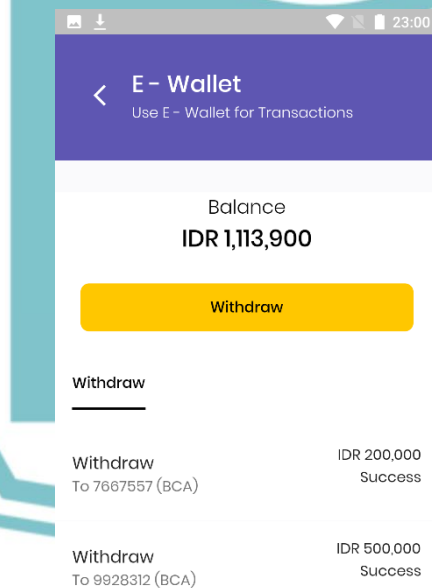 23:00
E - Wallet
Use E - Wallet for Transactions
Balance
IDR 1,113,900
Withdraw
Withdraw
Withdraw
IDR 200,000
To 7667557 (BCA)
Success
Withdraw
IDR 500,000
To 9928312 (BCA)
Success